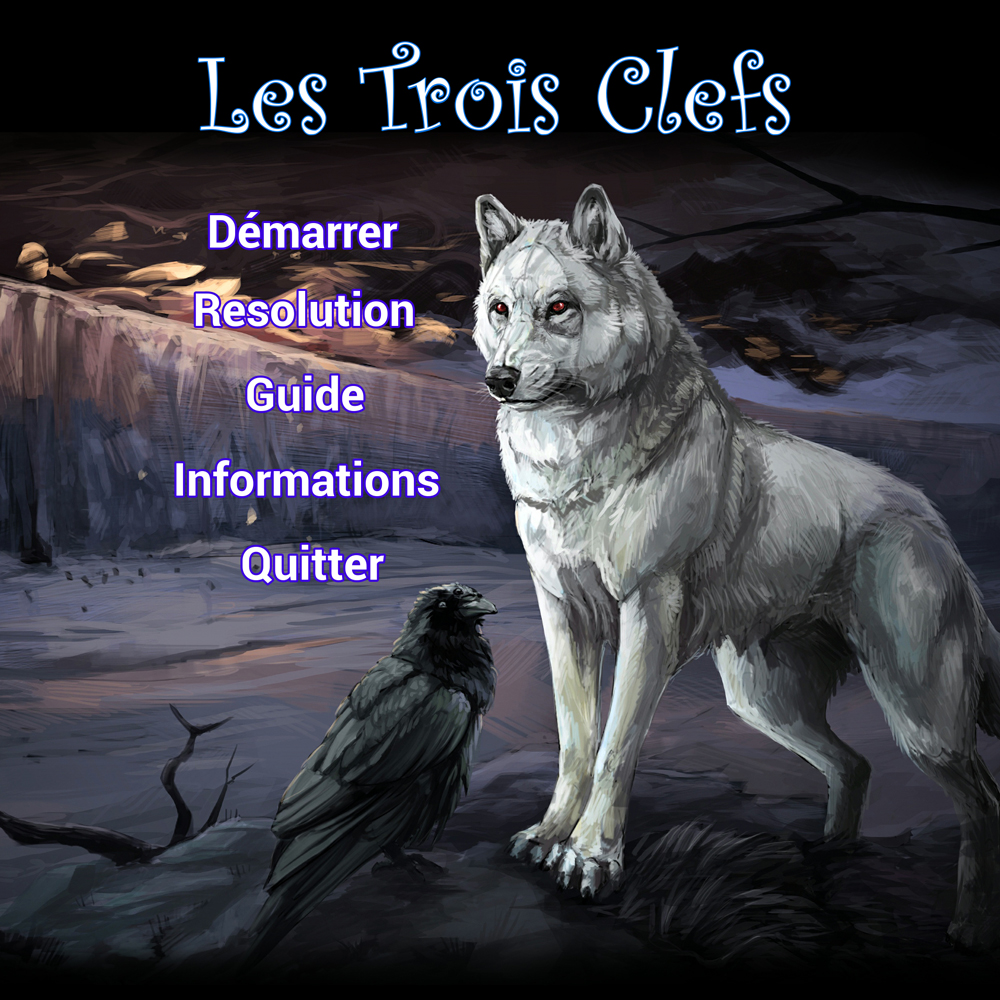 Les Trois Clefs
Démarrer
Resolution
Guide
Informations
Quitter